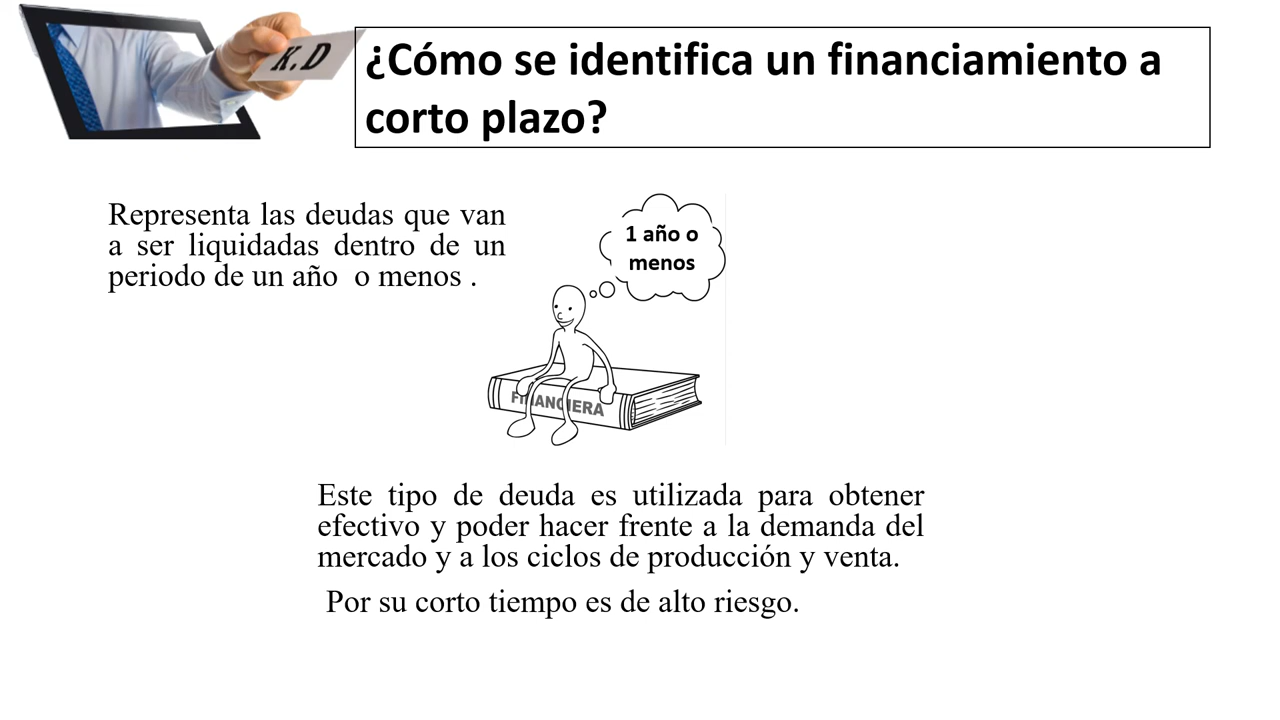 K.D
¿Cómo se identifica un financiamiento a
corto plazo?
Representa las deudas que van
a ser liquidadas dentro de un
periodo de un año  o menos .
1 año o
menos
FINANCIERA
Este tipo de deuda es utilizada para obtener
efectivo y poder hacer frente a la demanda del
mercado y a los ciclos de producción y venta.
Por su corto tiempo es de alto riesgo.